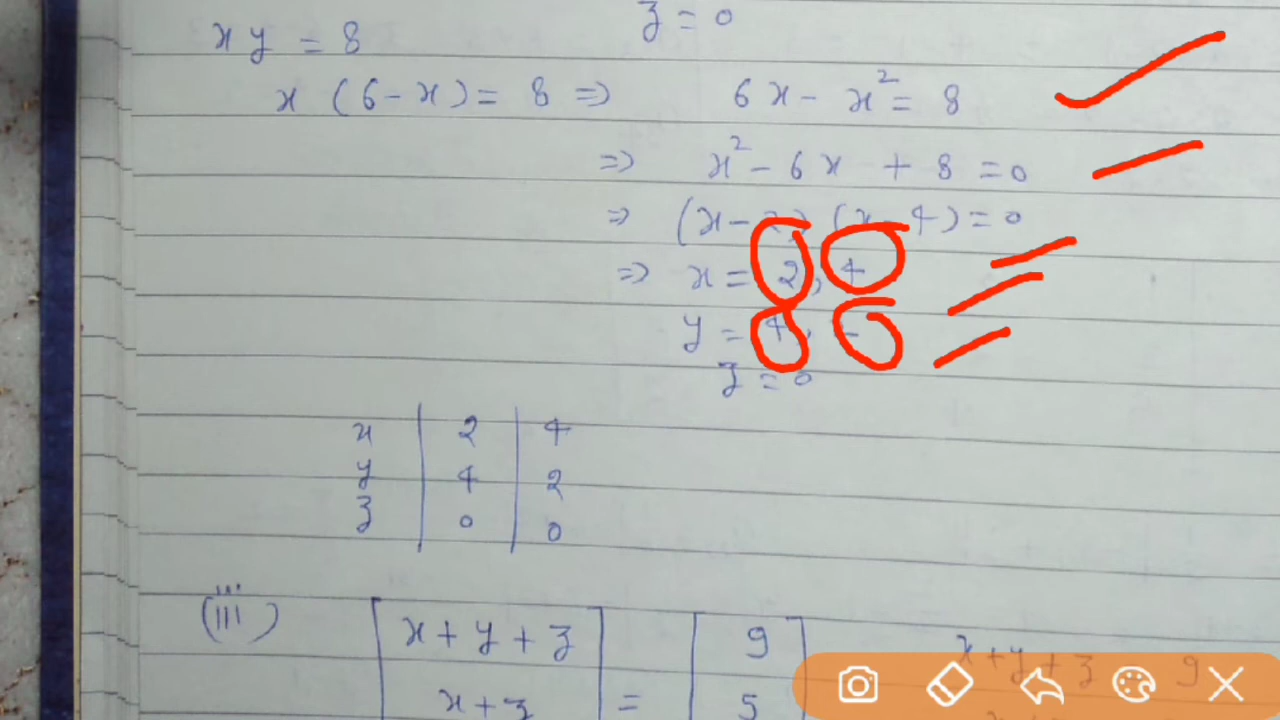 z = 0
xy = 8
x (6-x) = 8 ⇒ 6x - x² = 8
⇒ x² - 6x + 8 = 0
⇒ (x - 2) (x - 4) = 0
⇒ x = 2, 4
y = 4,
z = 0
x | 2 | 4
y | 4 | 2
z | 0 | 0
(iii) [x + y + z] = [9] x + y + z 9
x + z = 5